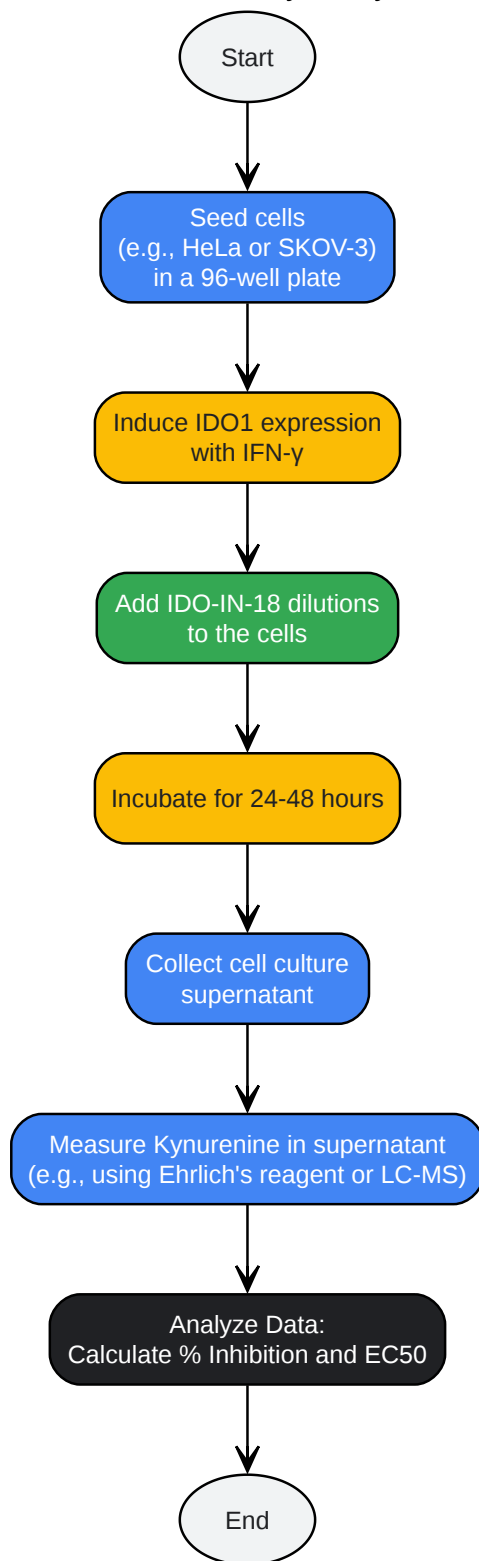 Start
Seed cells
(e.g., HeLa or SKOV-3)
in a 96-well plate
Induce IDO1 expression
with IFN-γ
Add IDO-IN-18 dilutions
to the cells
Incubate for 24-48 hours
Collect cell culture
supernatant
Measure Kynurenine in supernatant
(e.g., using Ehrlich's reagent or LC-MS)
Analyze Data:
Calculate % Inhibition and EC50
End